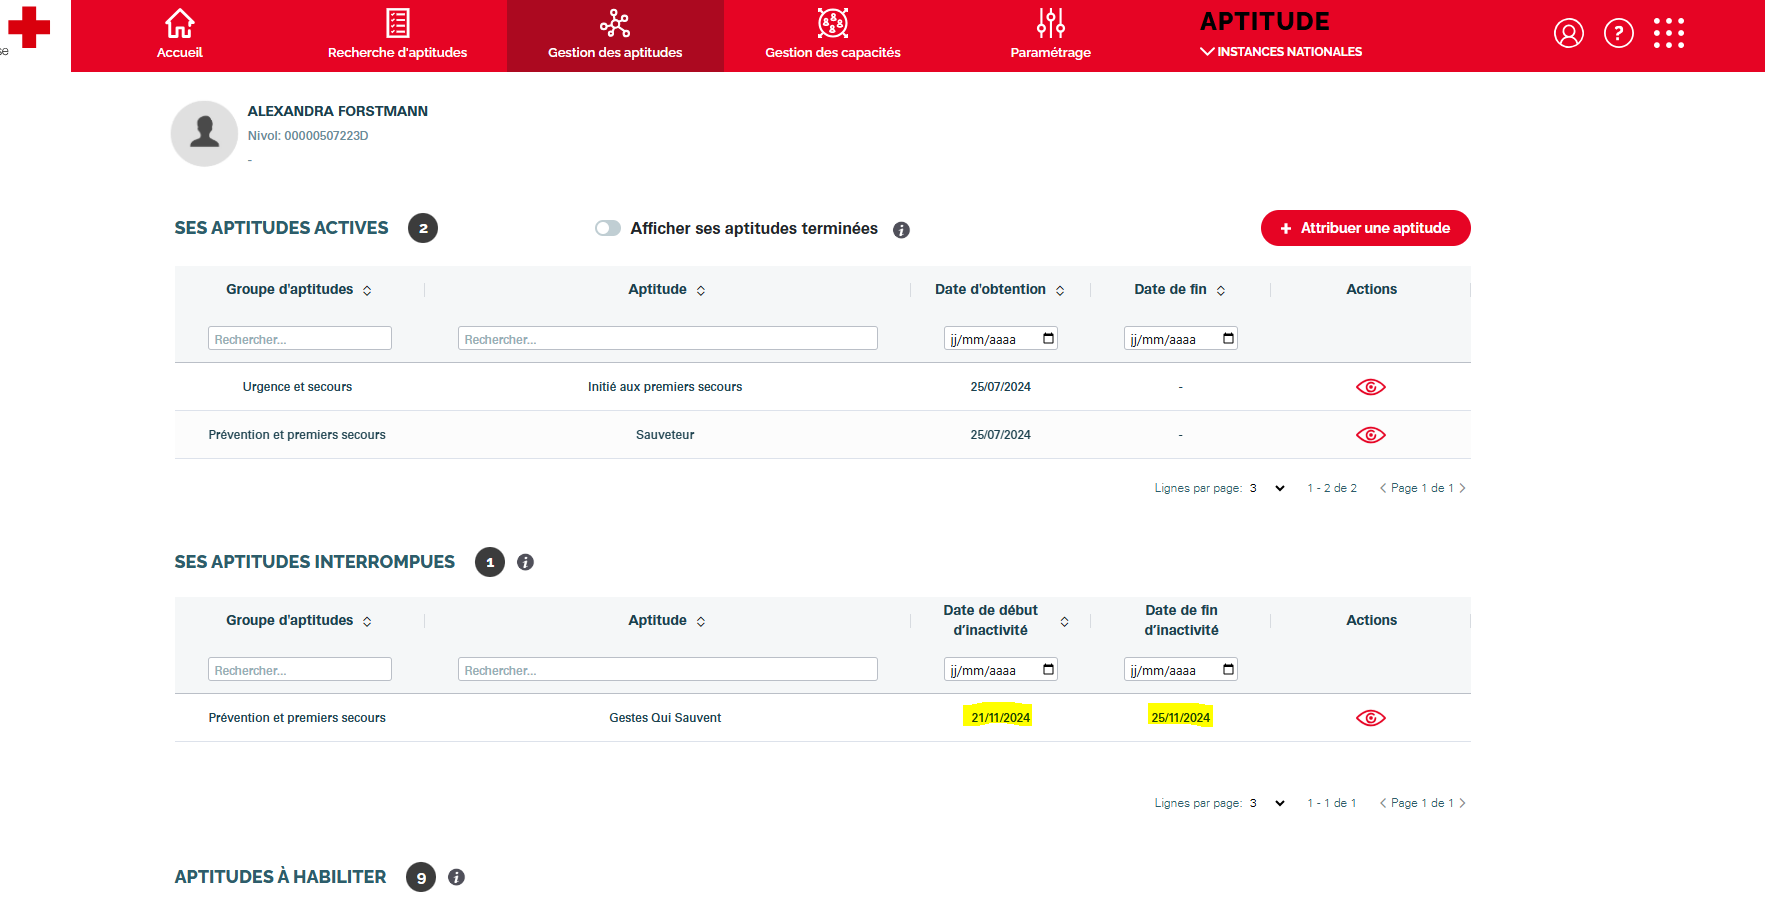 se
Accueil
Recherche d'aptitudes
Gestion des aptitudes
Gestion des capacités
Paramétrage
APTITUDE
INSTANCES NATIONALES
?
ALEXANDRA FORSTMANN
Nivol: 00000507223D
-
SES APTITUDES ACTIVES 2
Afficher ses aptitudes terminées i
+ Attribuer une aptitude
Groupe d'aptitudes Aptitude Date d'obtention Date de fin Actions
Rechercher... Rechercher... jj/mm/aaaa jj/mm/aaaa
Urgence et secours Initié aux premiers secours 25/07/2024 -
Prévention et premiers secours Sauveteur 25/07/2024 -
Lignes par page: 3 1 - 2 de 2 < Page 1 de 1 >
SES APTITUDES INTERROMPUES 1 i
Groupe d'aptitudes Aptitude Date de début d’inactivité Date de fin d’inactivité Actions
Rechercher... Rechercher... jj/mm/aaaa jj/mm/aaaa
Prévention et premiers secours Gestes Qui Sauvent 21/11/2024 25/11/2024
Lignes par page: 3 1 - 1 de 1 < Page 1 de 1 >
APTITUDES À HABILITER 9 i